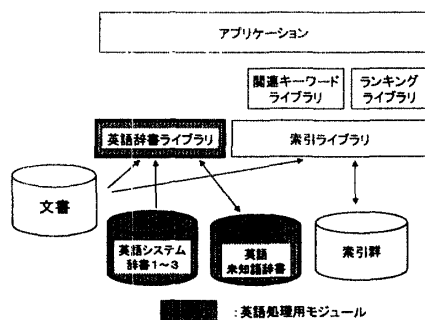 アプリケーション
関連キーワード
ライブラリ
ランキング
ライブラリ
英語辞書ライブラリ
索引ライブラリ
文書
英語システム
辞書1～3
英語
未知語辞書
索引群
:英語処理用モジュール